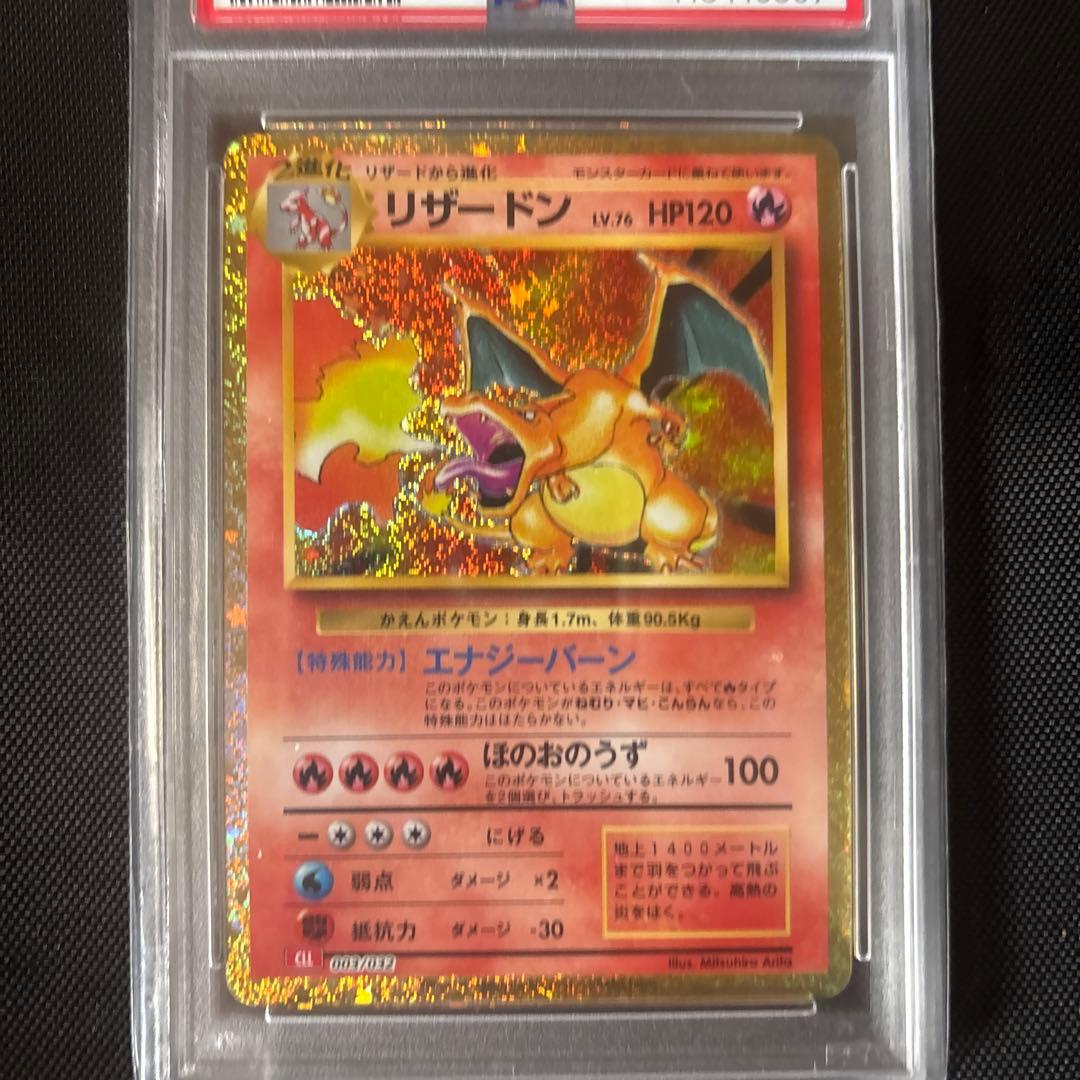 2進化
リザードから進化
モンスターカードに重ねて使います。
リザードン
LV.76
HP120
かえんポケモン：身長1.7m、体重90.5Kg
【特殊能力】エナジーバーン
このポケモンについているエネルギーは、すべて タイプ
になる。このポケモンがねむり・マヒ・こんらんなら、この
特殊能力ははたらかない。
ほのおのうず
100
このポケモンについているエネルギー
を2個選び、トラッシュする。
にげる
弱点 ダメージ ×2
抵抗力 ダメージ -30
地上1400メートル
まで羽をつかって飛ぶ
ことができる。高熱の
炎をはく。
CLL
003/032
Illus. Mitsuhiro Arita